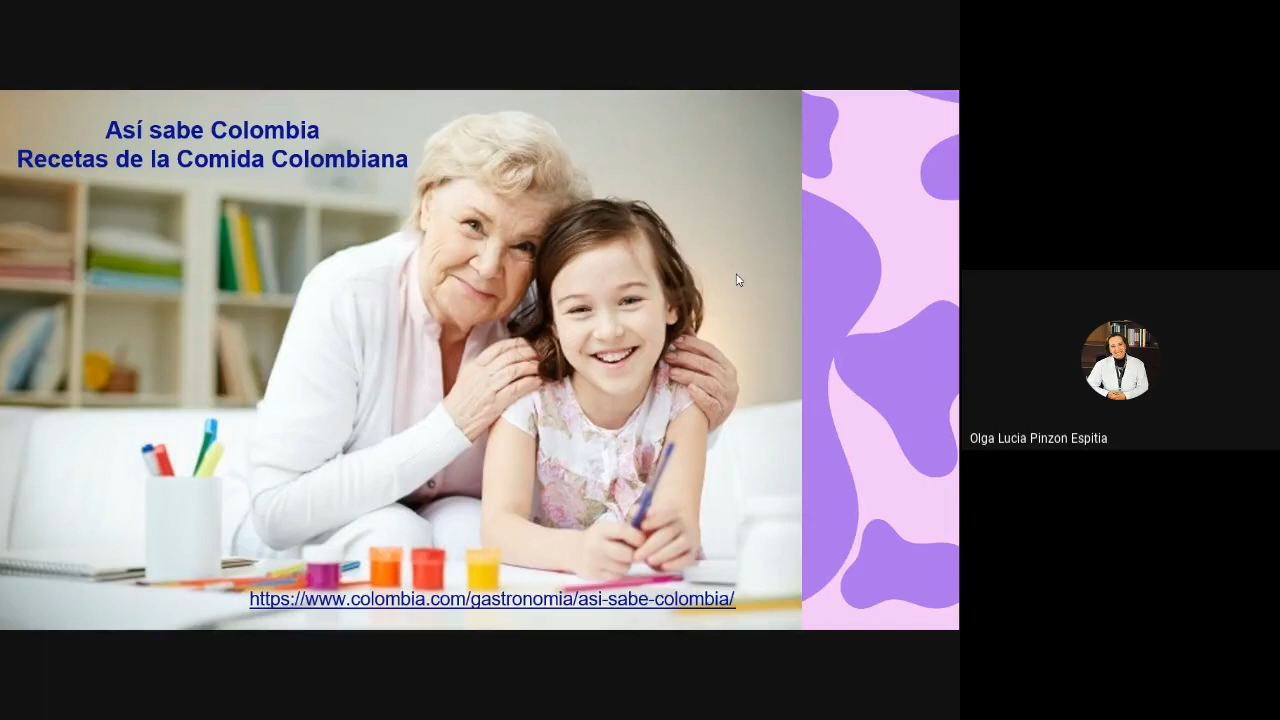 Así sabe Colombia
Recetas de la Comida Colombiana
https://www.colombia.com/gastronomia/asi-sabe-colombia/
Olga Lucia Pinzon Espitia